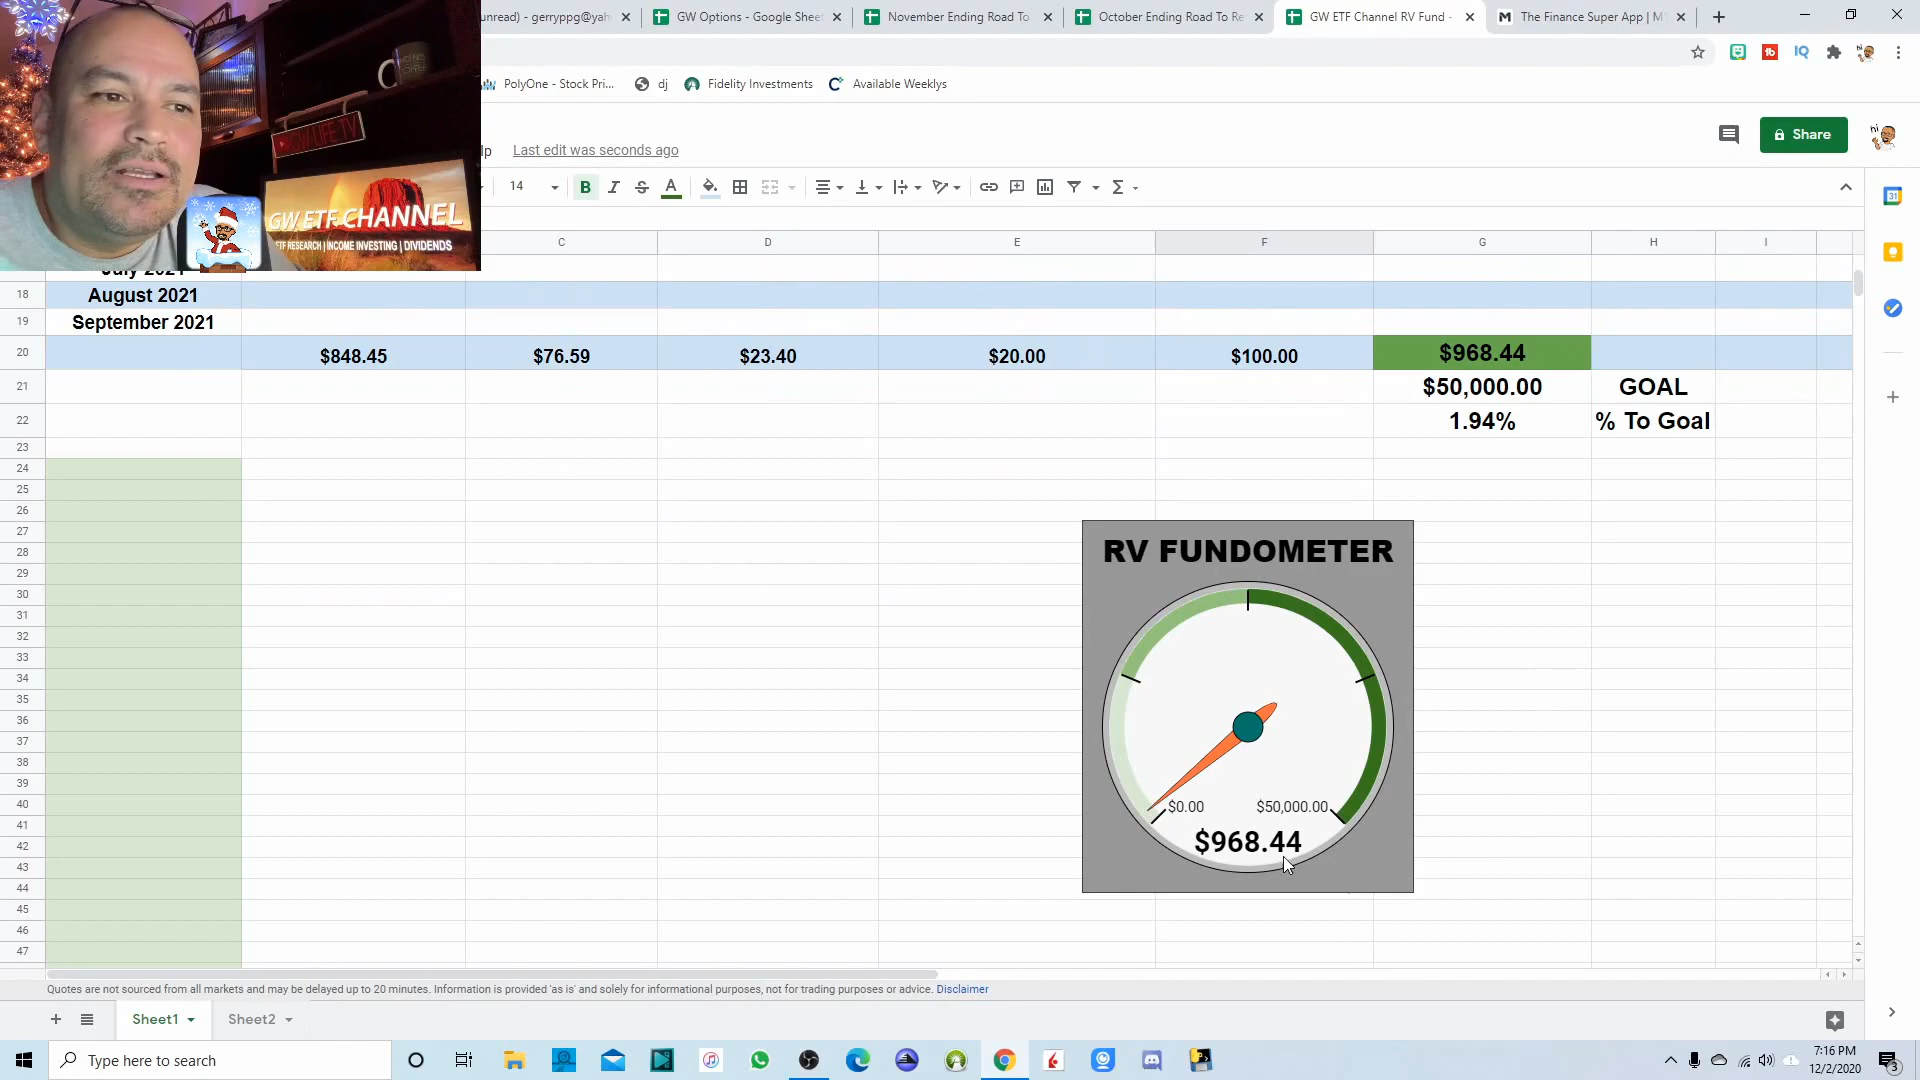 unread) - gerryppg@yah
GW Options - Google Sheet
November Ending Road To
October Ending Road To Re
GW ETF Channel RV Fund -
The Finance Super App | M
PolyOne - Stock Pri...
dj
Fidelity Investments
Available Weeklys
lp
Last edit was seconds ago
Share
14
GW LIFE TV
GW ETF CHANNEL
ETF RESEARCH | INCOME INVESTING | DIVIDENDS
C D E F G H I
July 2021
18 August 2021
19 September 2021
20 $848.45 $76.59 $23.40 $20.00 $100.00 $968.44
21 $50,000.00 GOAL
22 1.94% % To Goal
23
24
25
26
27
28
29
30
31
32
33
34
35
36
37
38
39
40
41
42
43
44
45
46
47
RV FUNDOMETER
$0.00 $50,000.00
$968.44
Quotes are not sourced from all markets and may be delayed up to 20 minutes. Information is provided 'as is' and solely for informational purposes, not for trading purposes or advice. Disclaimer
Sheet1
Sheet2
Type here to search
7:16 PM
12/2/2020
3